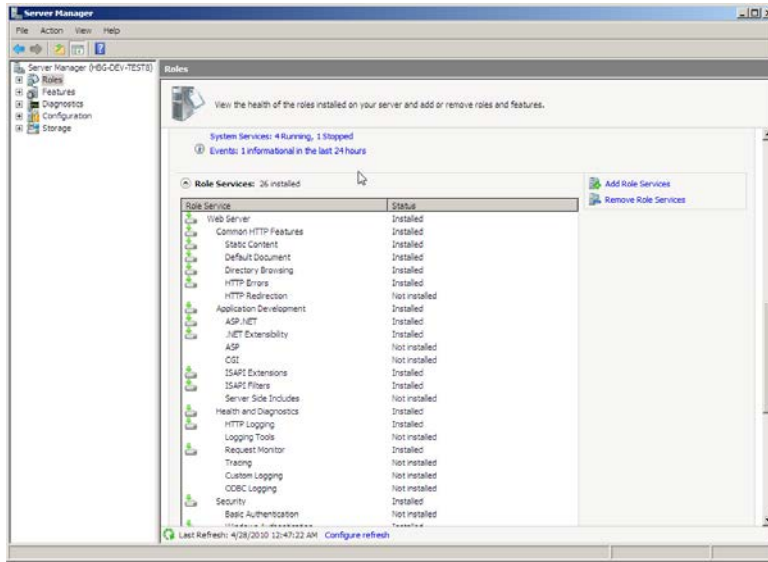 Server Manager
File Action View Help
Server Manager (HBG-DEV-TEST8)
Roles
Features
Diagnostics
Configuration
Storage
Roles
View the health of the roles installed on your server and add or remove roles and features.
System Services: 4 Running, 1 Stopped
Events: 1 informational in the last 24 hours
Role Services: 26 installed
Add Role Services
Remove Role Services
Role Service Status
Web Server Installed
Common HTTP Features Installed
Static Content Installed
Default Document Installed
Directory Browsing Installed
HTTP Errors Installed
HTTP Redirection Not installed
Application Development Installed
ASP.NET Installed
.NET Extensibility Installed
ASP Not installed
CGI Not installed
ISAPI Extensions Installed
ISAPI Filters Installed
Server Side Includes Not installed
Health and Diagnostics Installed
HTTP Logging Installed
Logging Tools Not installed
Request Monitor Installed
Tracing Not installed
Custom Logging Not installed
ODBC Logging Not installed
Security Installed
Basic Authentication Not installed
Windows Authentication Installed
Last Refresh: 4/28/2010 12:47:22 AM Configure refresh